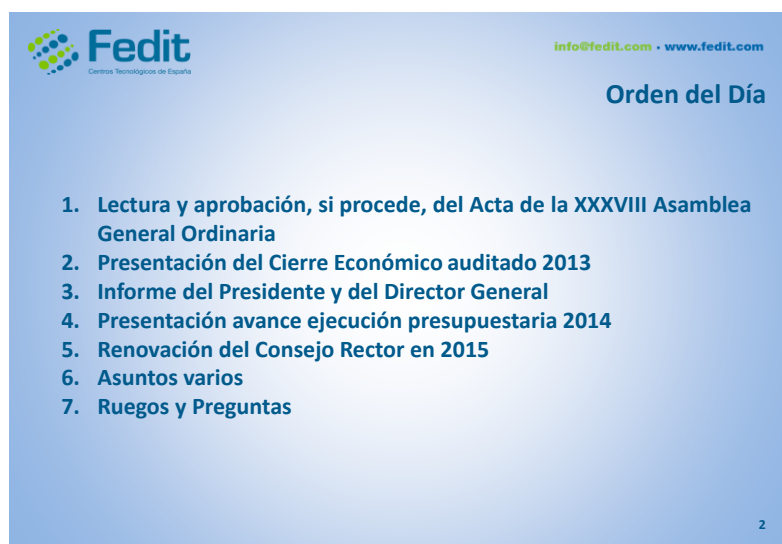 Fedit
Centros Tecnológicos de España
info@fedit.com · www.fedit.com
Orden del Día
1. Lectura y aprobación, si procede, del Acta de la XXXVIII Asamblea
General Ordinaria
2. Presentación del Cierre Económico auditado 2013
3. Informe del Presidente y del Director General
4. Presentación avance ejecución presupuestaria 2014
5. Renovación del Consejo Rector en 2015
6. Asuntos varios
7. Ruegos y Preguntas
2